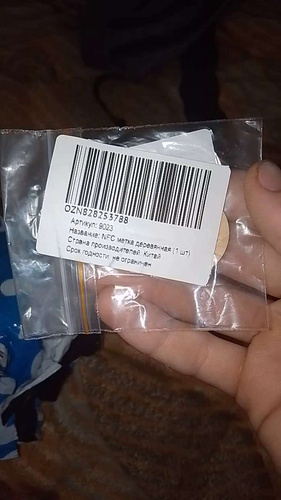 OZN828253788
Артикул: 9023
Название: NFC метка деревянная (1 шт)
Страна производителей: Китай
Срок годности: не ограничен